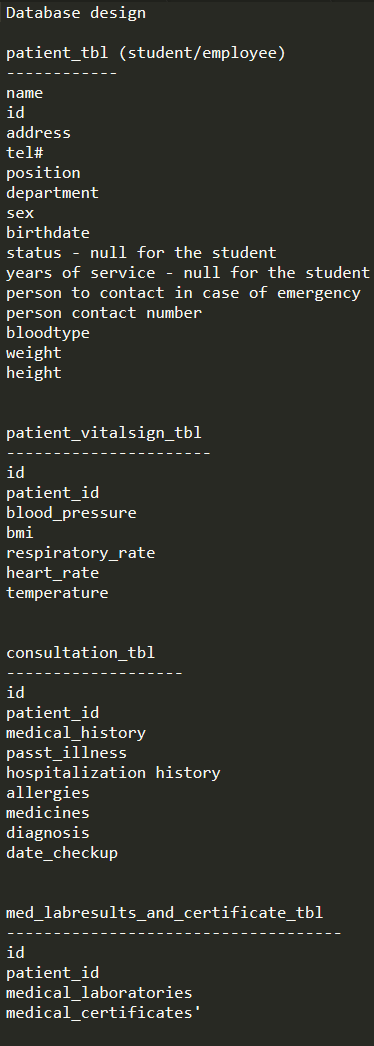 Database design
patient_tbl (student/employee)
------------
name
id
address
tel#
position
department
sex
birthdate
status - null for the student
years of service - null for the student
person to contact in case of emergency
person contact number
bloodtype
weight
height
patient_vitalsign_tbl
----------------------
id
patient_id
blood_pressure
bmi
respiratory_rate
heart_rate
temperature
consultation_tbl
-------------------
id
patient_id
medical_history
passt_illness
hospitalization history
allergies
medicines
diagnosis
date_checkup
med_labresults_and_certificate_tbl
------------------------------------
id
patient_id
medical_laboratories
medical_certificates'